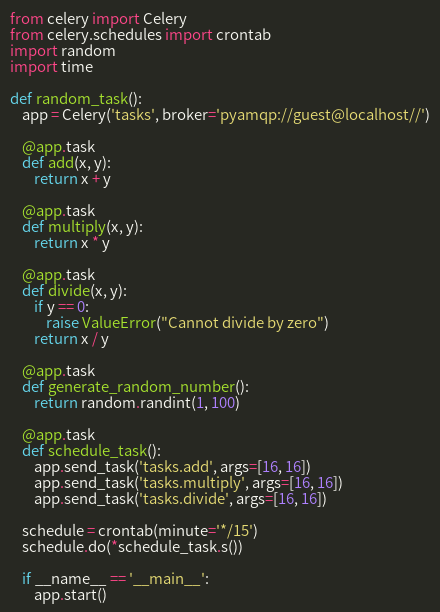 from celery import Celery
from celery.schedules import crontab
import random
import time

def random_task():
    app = Celery('tasks', broker='pyamqp://guest@localhost//')

    @app.task
    def add(x, y):
        return x + y

    @app.task
    def multiply(x, y):
        return x * y

    @app.task
    def divide(x, y):
        if y == 0:
            raise ValueError("Cannot divide by zero")
        return x / y

    @app.task
    def generate_random_number():
        return random.randint(1, 100)

    @app.task
    def schedule_task():
        app.send_task('tasks.add', args=[16, 16])
        app.send_task('tasks.multiply', args=[16, 16])
        app.send_task('tasks.divide', args=[16, 16])

    schedule = crontab(minute='*/15')
    schedule.do(*schedule_task.s())

    if __name__ == '__main__':
        app.start()